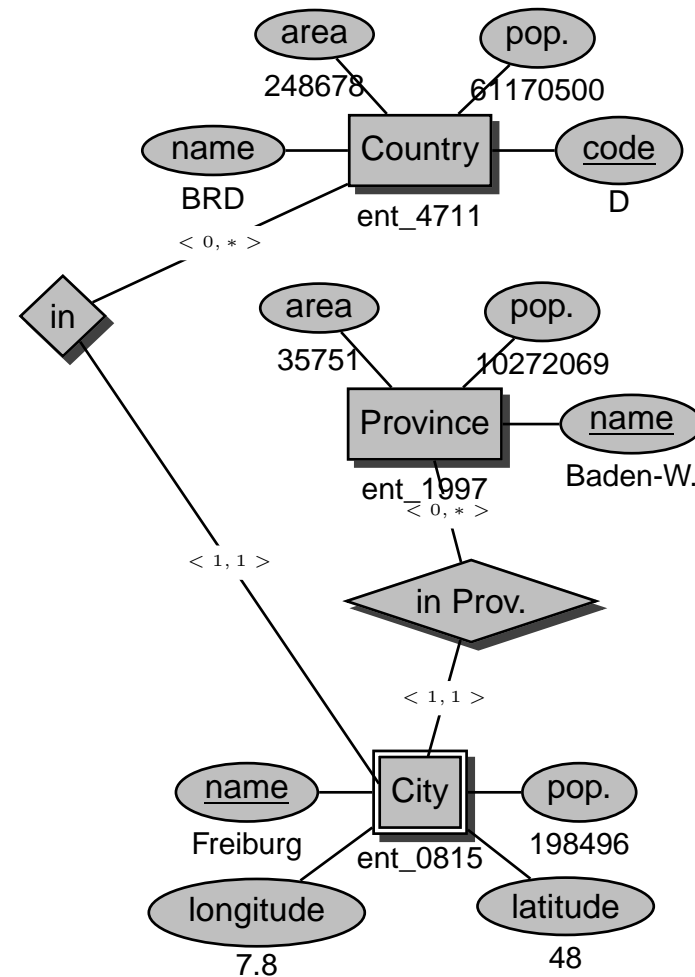 area
pop.
248678
61170500
name
Country
code
BRD
ent_4711
D
< 0, * >
in
area
pop.
35751
10272069
Province
name
ent_1997
Baden-W.
< 0, * >
< 1, 1 >
in Prov.
< 1, 1 >
name
City
pop.
Freiburg
ent_0815
198496
longitude
latitude
7.8
48